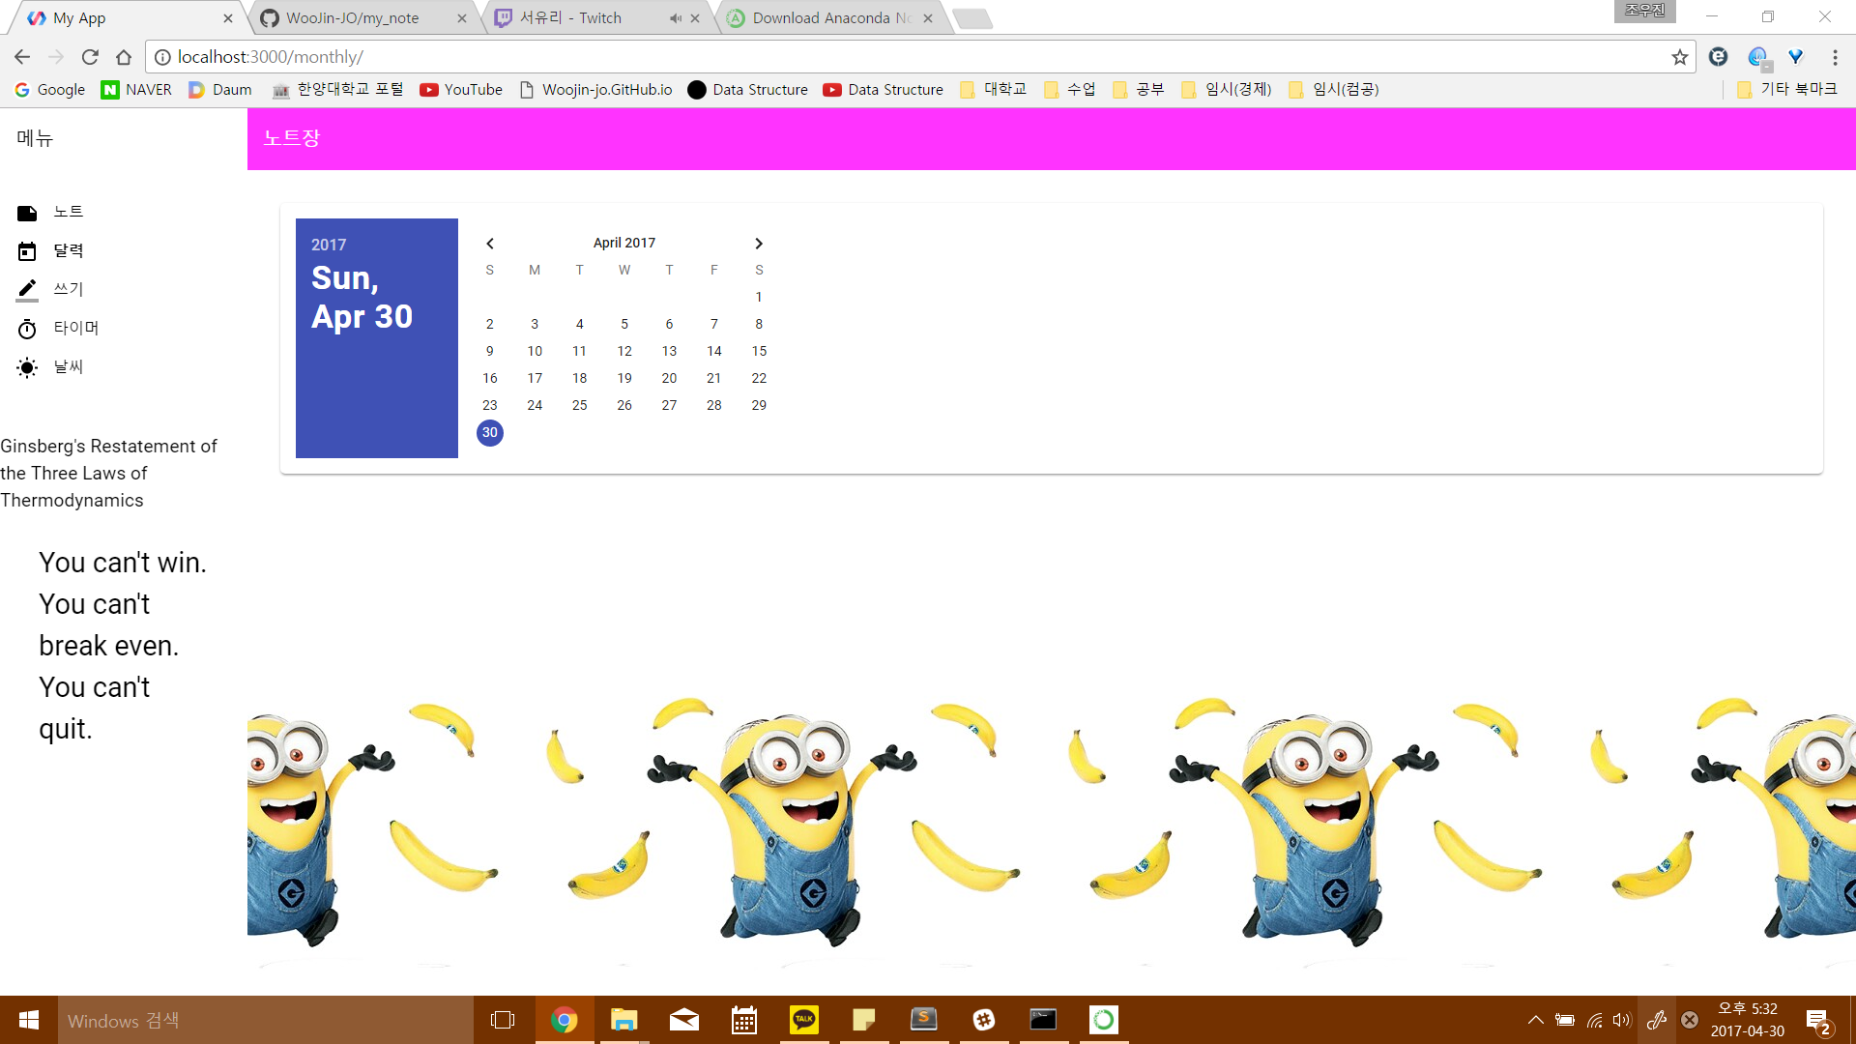 My App
WooJin-JO/my_note
서유리 - Twitch
Download Anaconda No
조우진
localhost:3000/monthly/
Google
NAVER
Daum
한양대학교 포털
YouTube
Woojin-jo.GitHub.io
Data Structure
Data Structure
대학교
수업
공부
임시(경제)
임시(컴공)
기타 북마크
메뉴
노트장
노트
달력
쓰기
타이머
날씨
2017
Sun,
Apr 30
April 2017
S M T W T F S
1
2 3 4 5 6 7 8
9 10 11 12 13 14 15
16 17 18 19 20 21 22
23 24 25 26 27 28 29
30
Ginsberg's Restatement of
the Three Laws of
Thermodynamics
You can't win.
You can't
break even.
You can't
quit.
Windows 검색
TALK
오후 5:32
2017-04-30
2